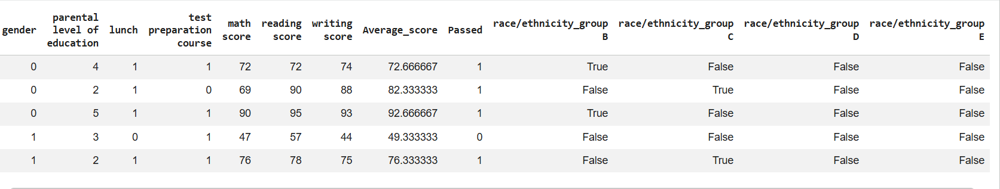 gender parental level of education lunch test preparation course math score reading score writing score Average_score Passed race/ethnicity_group B race/ethnicity_group C race/ethnicity_group D race/ethnicity_group E
0 4 1 1 72 72 74 72.666667 1 True False False False
0 2 1 0 69 90 88 82.333333 1 False True False False
0 5 1 1 90 95 93 92.666667 1 True False False False
1 3 0 1 47 57 44 49.333333 0 False False False False
1 2 1 1 76 78 75 76.333333 1 False True False False